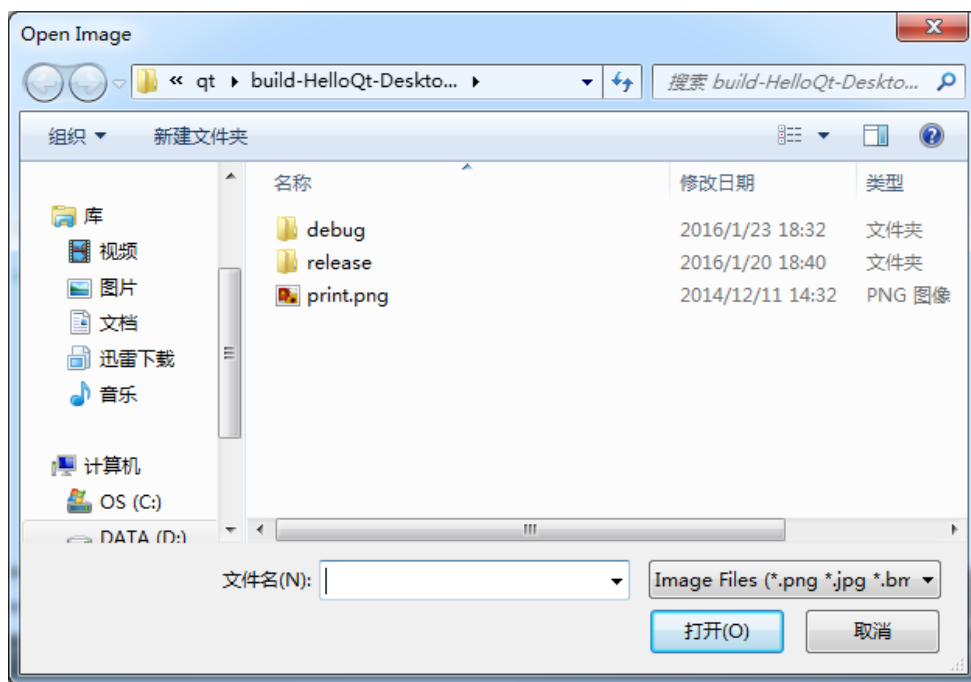 Open Image
« qt ▸ build-HelloQt-Deskto... ▸
搜索 build-HelloQt-Deskto...
组织 新建文件夹
名称 修改日期 类型
库
视频
图片
文档
迅雷下载
音乐
计算机
OS (C:)
DATA (D:)
debug 2016/1/23 18:32 文件夹
release 2016/1/20 18:40 文件夹
print.png 2014/12/11 14:32 PNG 图像
文件名(N):
Image Files (*.png *.jpg *.bm
打开(O) 取消